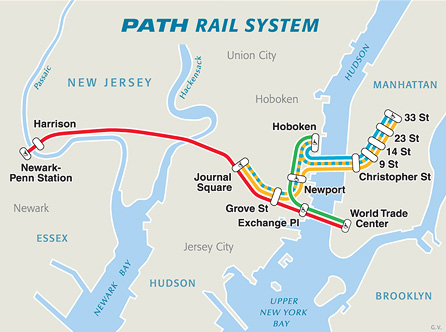 PATH RAIL SYSTEM
Union City
HUDSON
Passaic
NEW JERSEY
Hackensack
MANHATTAN
Hoboken
33 St
Harrison
Hoboken
23 St
14 St
9 St
Newark-
Penn Station
Christopher St
Journal
Square
Newport
Newark
Grove St
World Trade
Center
Exchange Pl
ESSEX
Jersey City
NEWARK BAY
HUDSON
UPPER
NEW YORK
BAY
BROOKLYN
G.V.